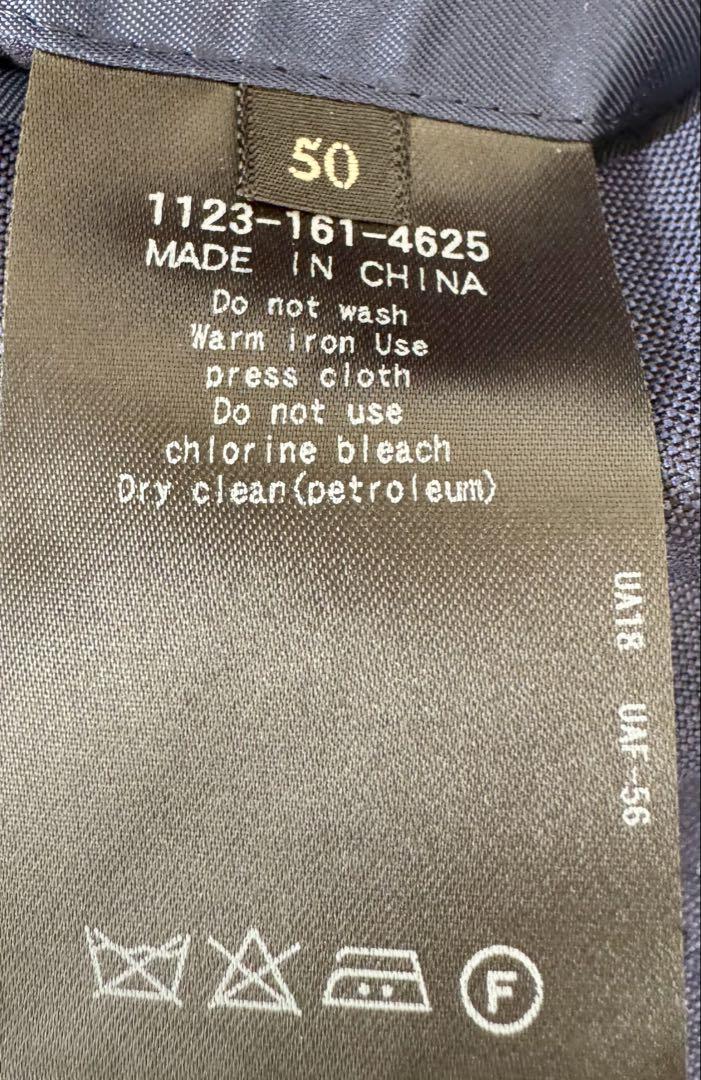 50
1123-161-4625
MADE IN CHINA
Do not wash
Warm iron Use
press cloth
Do not use
chlorine bleach
Dry clean(petroleum)
UA18 UAF-56
F